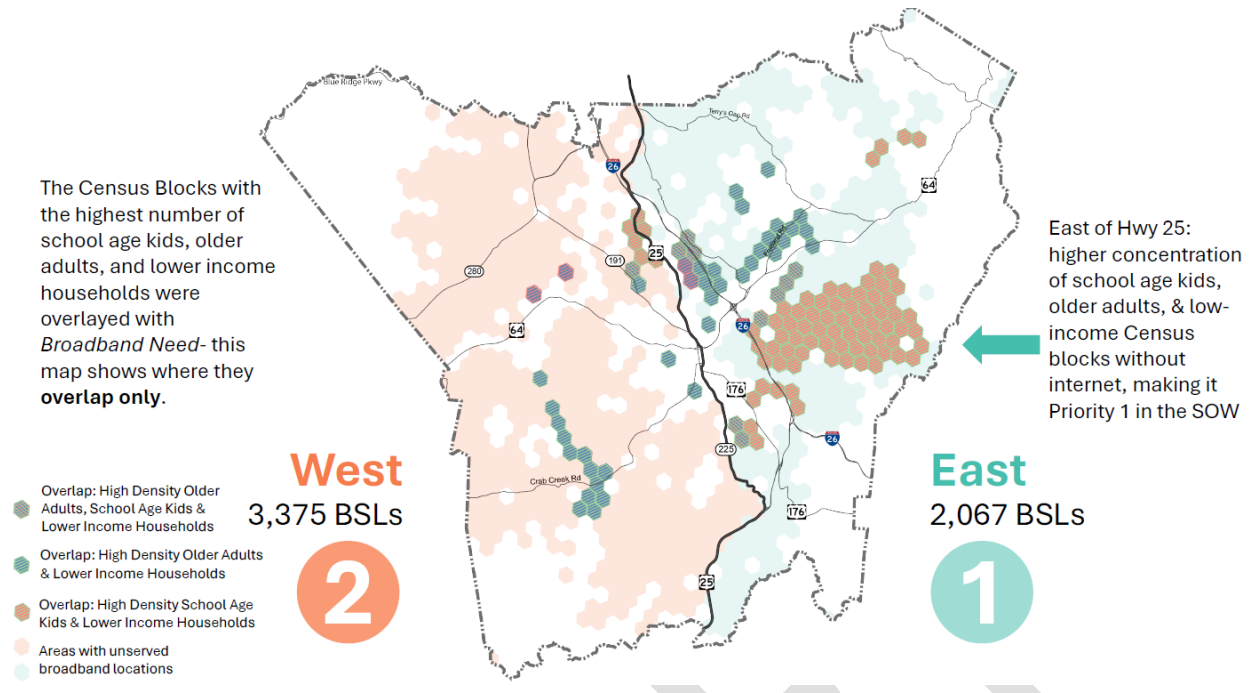 Blue Ridge Pkwy
Terry's Gap Rd
26
64
The Census Blocks with
the highest number of
school age kids, older
adults, and lower income
households were
overlayed with
Broadband Need- this
map shows where they
overlap only.
25
191
280
64
26
East of Hwy 25:
higher concentration
of school age kids,
older adults, & low-
income Census
blocks without
internet, making it
Priority 1 in the SOW
176
225
26
Crab Creek Rd
176
25
West
3,375 BSLs
2
East
2,067 BSLs
1
Overlap: High Density Older
Adults, School Age Kids &
Lower Income Households
Overlap: High Density Older Adults
& Lower Income Households
Overlap: High Density School Age
Kids & Lower Income Households
Areas with unserved
broadband locations